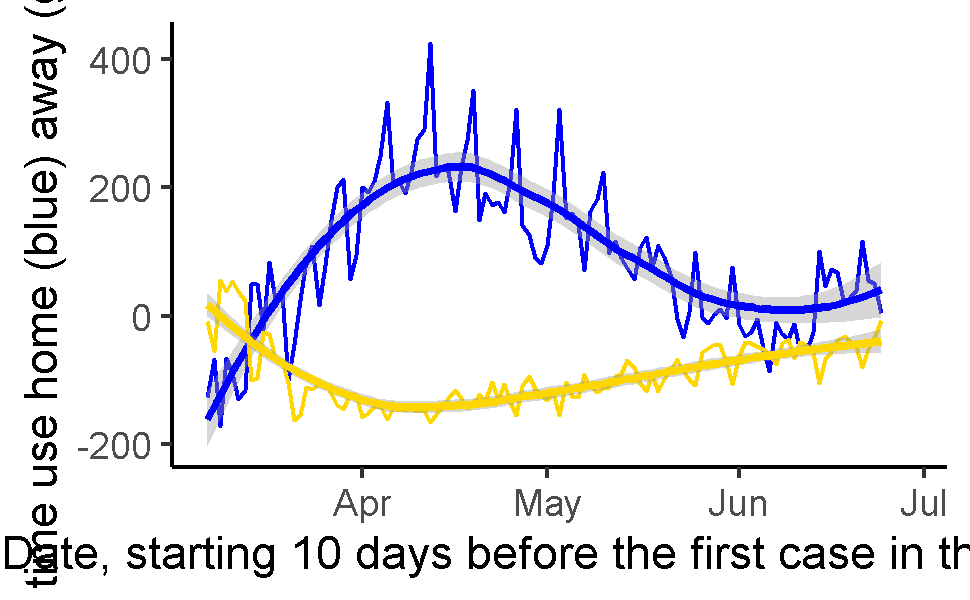 time use home (blue) away (
400
200
0
-200
Apr May Jun Jul
Date, starting 10 days before the first case in th